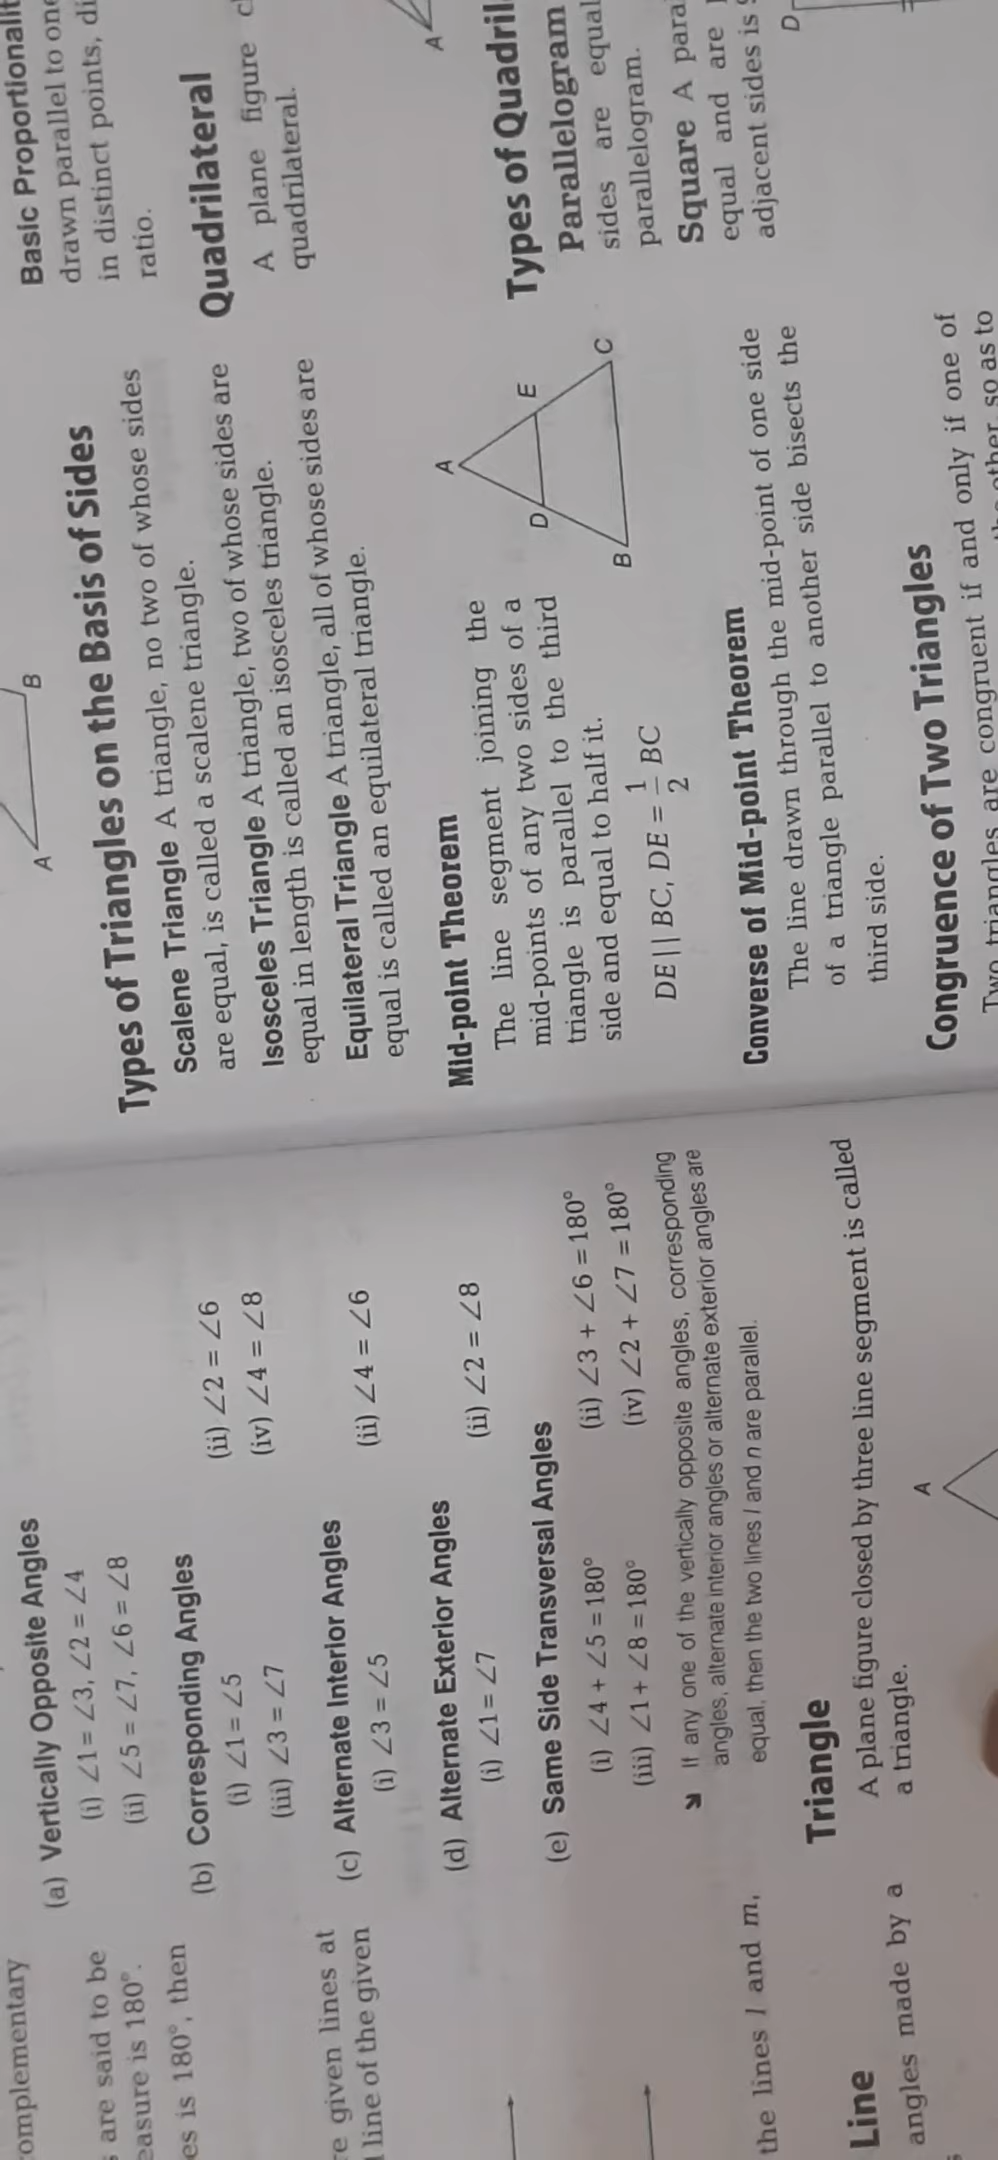 complementary
are said to be
measure is 180°.
es is 180°, then
given lines at
line of the given
the lines l and m,
Line
angles made by a
(a) Vertically Opposite Angles
(i) ∠1 = ∠3, ∠2 = ∠4
(ii) ∠5 = ∠7, ∠6 = ∠8
(b) Corresponding Angles
(i) ∠1 = ∠5 (ii) ∠2 = ∠6
(iii) ∠3 = ∠7 (iv) ∠4 = ∠8
(c) Alternate Interior Angles
(i) ∠3 = ∠5 (ii) ∠4 = ∠6
(d) Alternate Exterior Angles
(i) ∠1 = ∠7 (ii) ∠2 = ∠8
(e) Same Side Transversal Angles
(i) ∠4 + ∠5 = 180° (ii) ∠3 + ∠6 = 180°
(iii) ∠1 + ∠8 = 180° (iv) ∠2 + ∠7 = 180°
If any one of the vertically opposite angles, corresponding
angles, alternate interior angles or alternate exterior angles are
equal, then the two lines l and n are parallel.
Triangle
A plane figure closed by three line segment is called
a triangle.
A
A B
Types of Triangles on the Basis of Sides
Scalene Triangle A triangle, no two of whose sides
are equal, is called a scalene triangle.
Isosceles Triangle A triangle, two of whose sides are
equal in length is called an isosceles triangle.
Equilateral Triangle A triangle, all of whose sides are
equal is called an equilateral triangle.
Mid-point Theorem
The line segment joining the
mid-points of any two sides of a
triangle is parallel to the third
side and equal to half it.
DE || BC, DE = 1/2 BC
A
D E
B C
Converse of Mid-point Theorem
The line drawn through the mid-point of one side
of a triangle parallel to another side bisects the
third side.
Congruence of Two Triangles
Two triangles are congruent if and only if one of
other so as to
Basic Proportionalit
drawn parallel to one
in distinct points, di
ratio.
Quadrilateral
A plane figure c
quadrilateral.
A
Types of Quadril
Parallelogram
sides are equal
parallelogram.
Square A para
equal and are
adjacent sides is
D